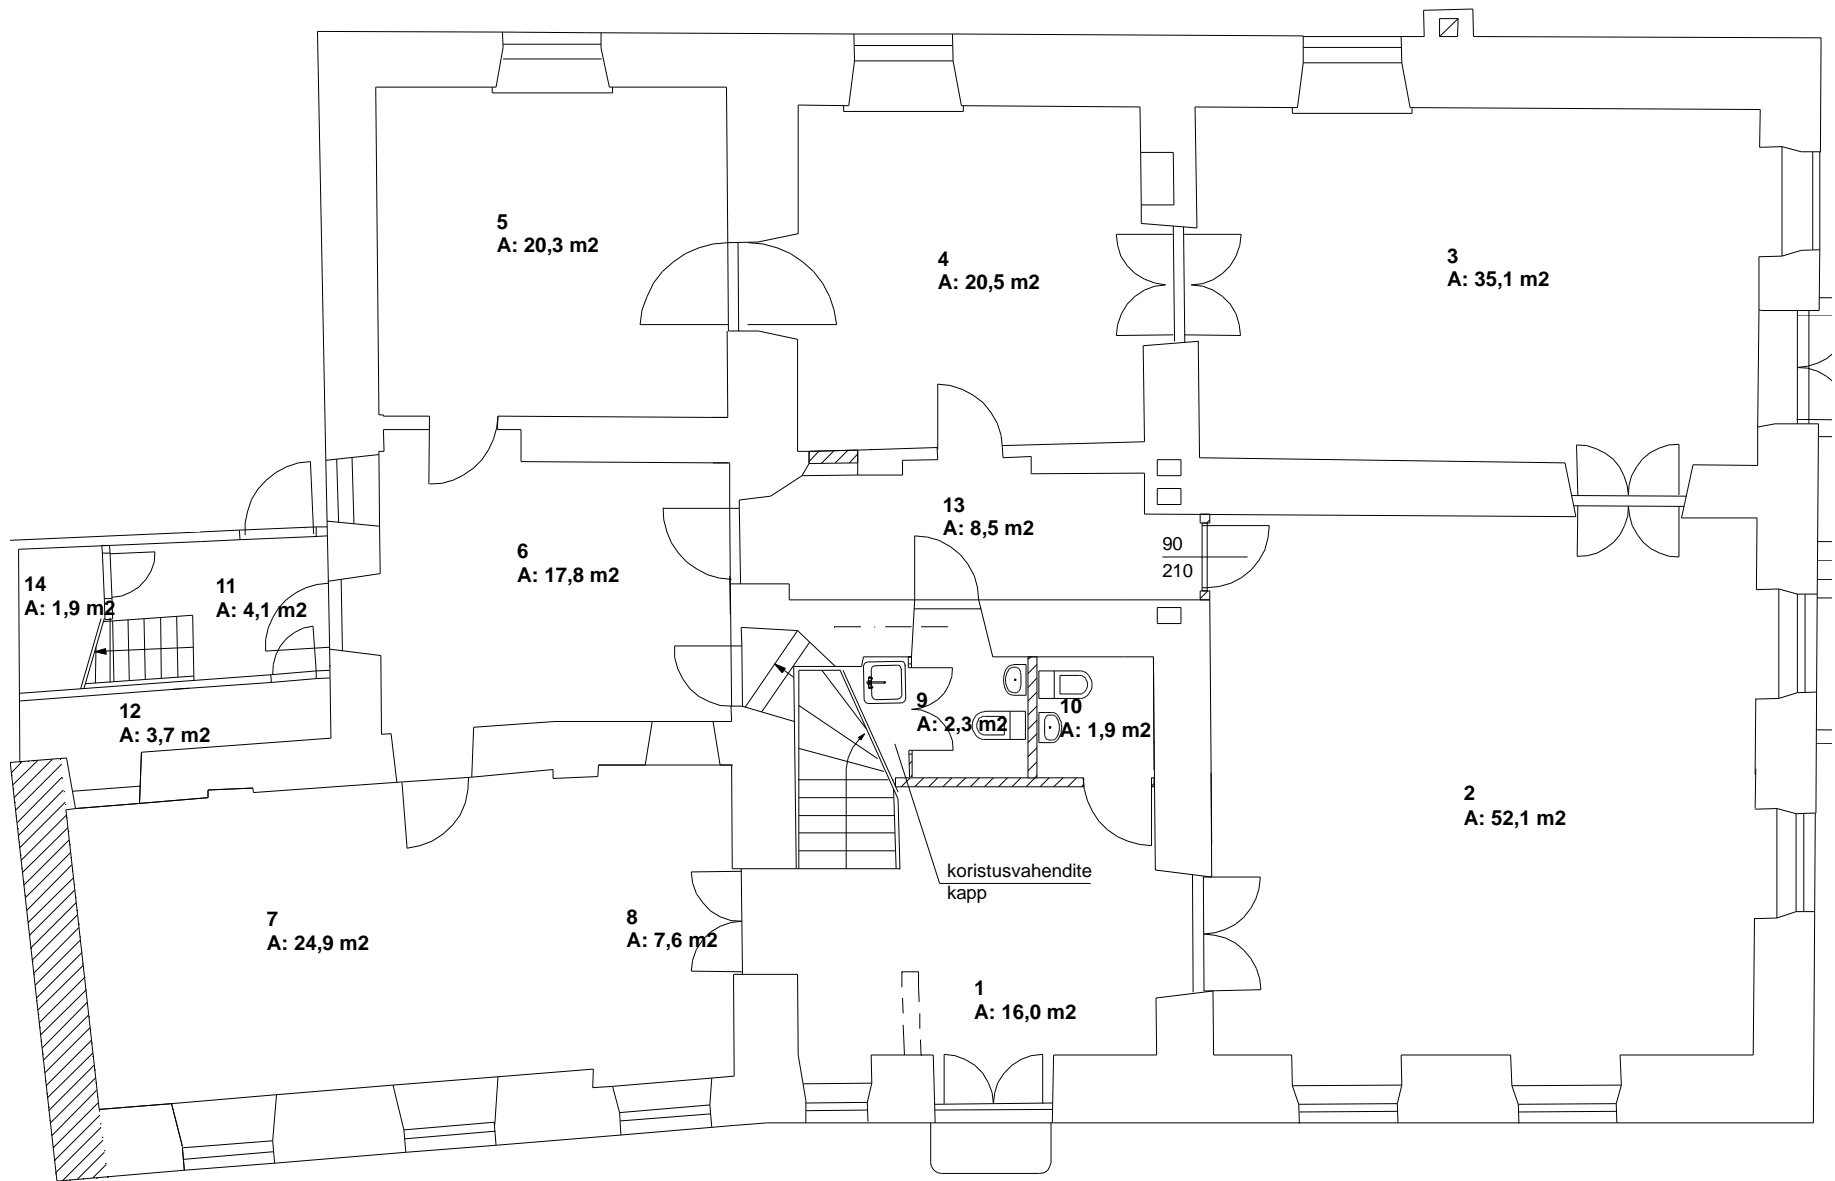 5
A: 20,3 m2
4
A: 20,5 m2
3
A: 35,1 m2
13
A: 8,5 m2
90
210
6
A: 17,8 m2
14
A: 1,9 m2
11
A: 4,1 m2
12
A: 3,7 m2
9
A: 2,3 m2
10
A: 1,9 m2
2
A: 52,1 m2
koristusvahendite
kapp
7
A: 24,9 m2
8
A: 7,6 m2
1
A: 16,0 m2